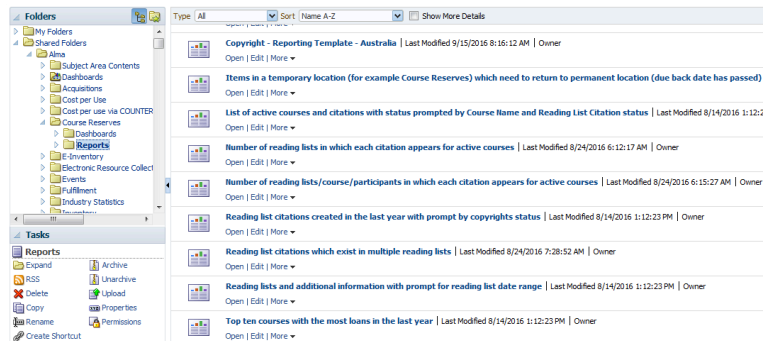 Folders
My Folders
Shared Folders
Alma
Subject Area Contents
Dashboards
Acquisitions
Cost per Use
Cost per use via COUNTER
Course Reserves
Dashboards
Reports
E-Inventory
Electronic Resource Collect
Events
Fulfillment
Industry Statistics
Tasks
Reports
Expand Archive
RSS Unarchive
Delete Upload
Copy Properties
Rename Permissions
Create Shortcut
Type All Sort Name A-Z Show More Details
Copyright - Reporting Template - Australia | Last Modified 9/15/2016 8:16:12 AM | Owner
Open | Edit | More
Items in a temporary location (for example Course Reserves) which need to return to permanent location (due back date has passed)
Open | Edit | More
List of active courses and citations with status prompted by Course Name and Reading List Citation status | Last Modified 8/14/2016 1:12:2
Open | Edit | More
Number of reading lists in which each citation appears for active courses | Last Modified 8/24/2016 6:12:17 AM | Owner
Open | Edit | More
Number of reading lists/course/participants in which each citation appears for active courses | Last Modified 8/24/2016 6:15:27 AM | Owner
Open | Edit | More
Reading list citations created in the last year with prompt by copyrights status | Last Modified 8/14/2016 1:12:23 PM | Owner
Open | Edit | More
Reading list citations which exist in multiple reading lists | Last Modified 8/24/2016 7:28:52 AM | Owner
Open | Edit | More
Reading lists and additional information with prompt for reading list date range | Last Modified 8/14/2016 1:12:23 PM | Owner
Open | Edit | More
Top ten courses with the most loans in the last year | Last Modified 8/14/2016 1:12:23 PM | Owner
Open | Edit | More